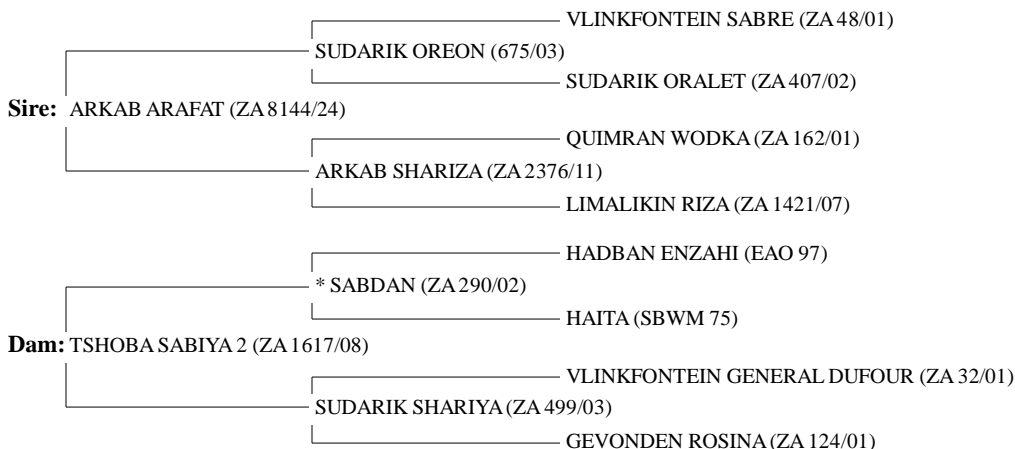 VLINKFONTEIN SABRE (ZA 48/01)
SUDARIK OREON (675/03)
SUDARIK ORALET (ZA 407/02)
Sire: ARKAB ARAFAT (ZA 8144/24)
QUIMRAN WODKA (ZA 162/01)
ARKAB SHARIZA (ZA 2376/11)
LIMALIKIN RIZA (ZA 1421/07)
HADBAN ENZAHI (EAO 97)
* SABDAN (ZA 290/02)
HAITA (SBWM 75)
Dam: TSHOBA SABIYA 2 (ZA 1617/08)
VLINKFONTEIN GENERAL DUFOUR (ZA 32/01)
SUDARIK SHARIYA (ZA 499/03)
GEVONDEN ROSINA (ZA 124/01)